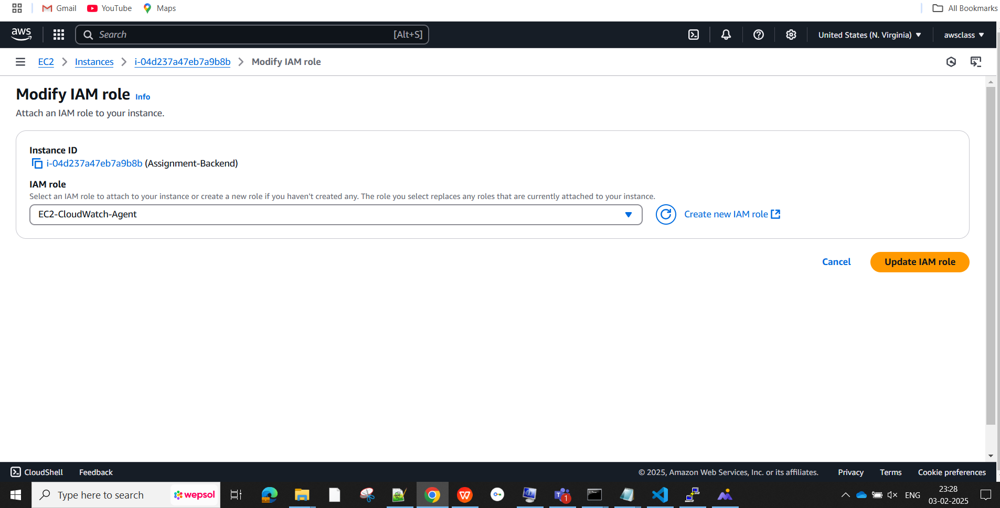 Gmail YouTube Maps All Bookmarks
aws Search [Alt+S] United States (N. Virginia) awsclass
EC2 Instances i-04d237a47eb7a9b8b Modify IAM role
Modify IAM role Info
Attach an IAM role to your instance.
Instance ID
i-04d237a47eb7a9b8b (Assignment-Backend)
IAM role
Select an IAM role to attach to your instance or create a new role if you haven't created any. The role you select replaces any roles that are currently attached to your instance.
EC2-CloudWatch-Agent Create new IAM role
Cancel Update IAM role
CloudShell Feedback © 2025, Amazon Web Services, Inc. or its affiliates. Privacy Terms Cookie preferences
Type here to search wepsol 1 ENG 23:28
03-02-2025